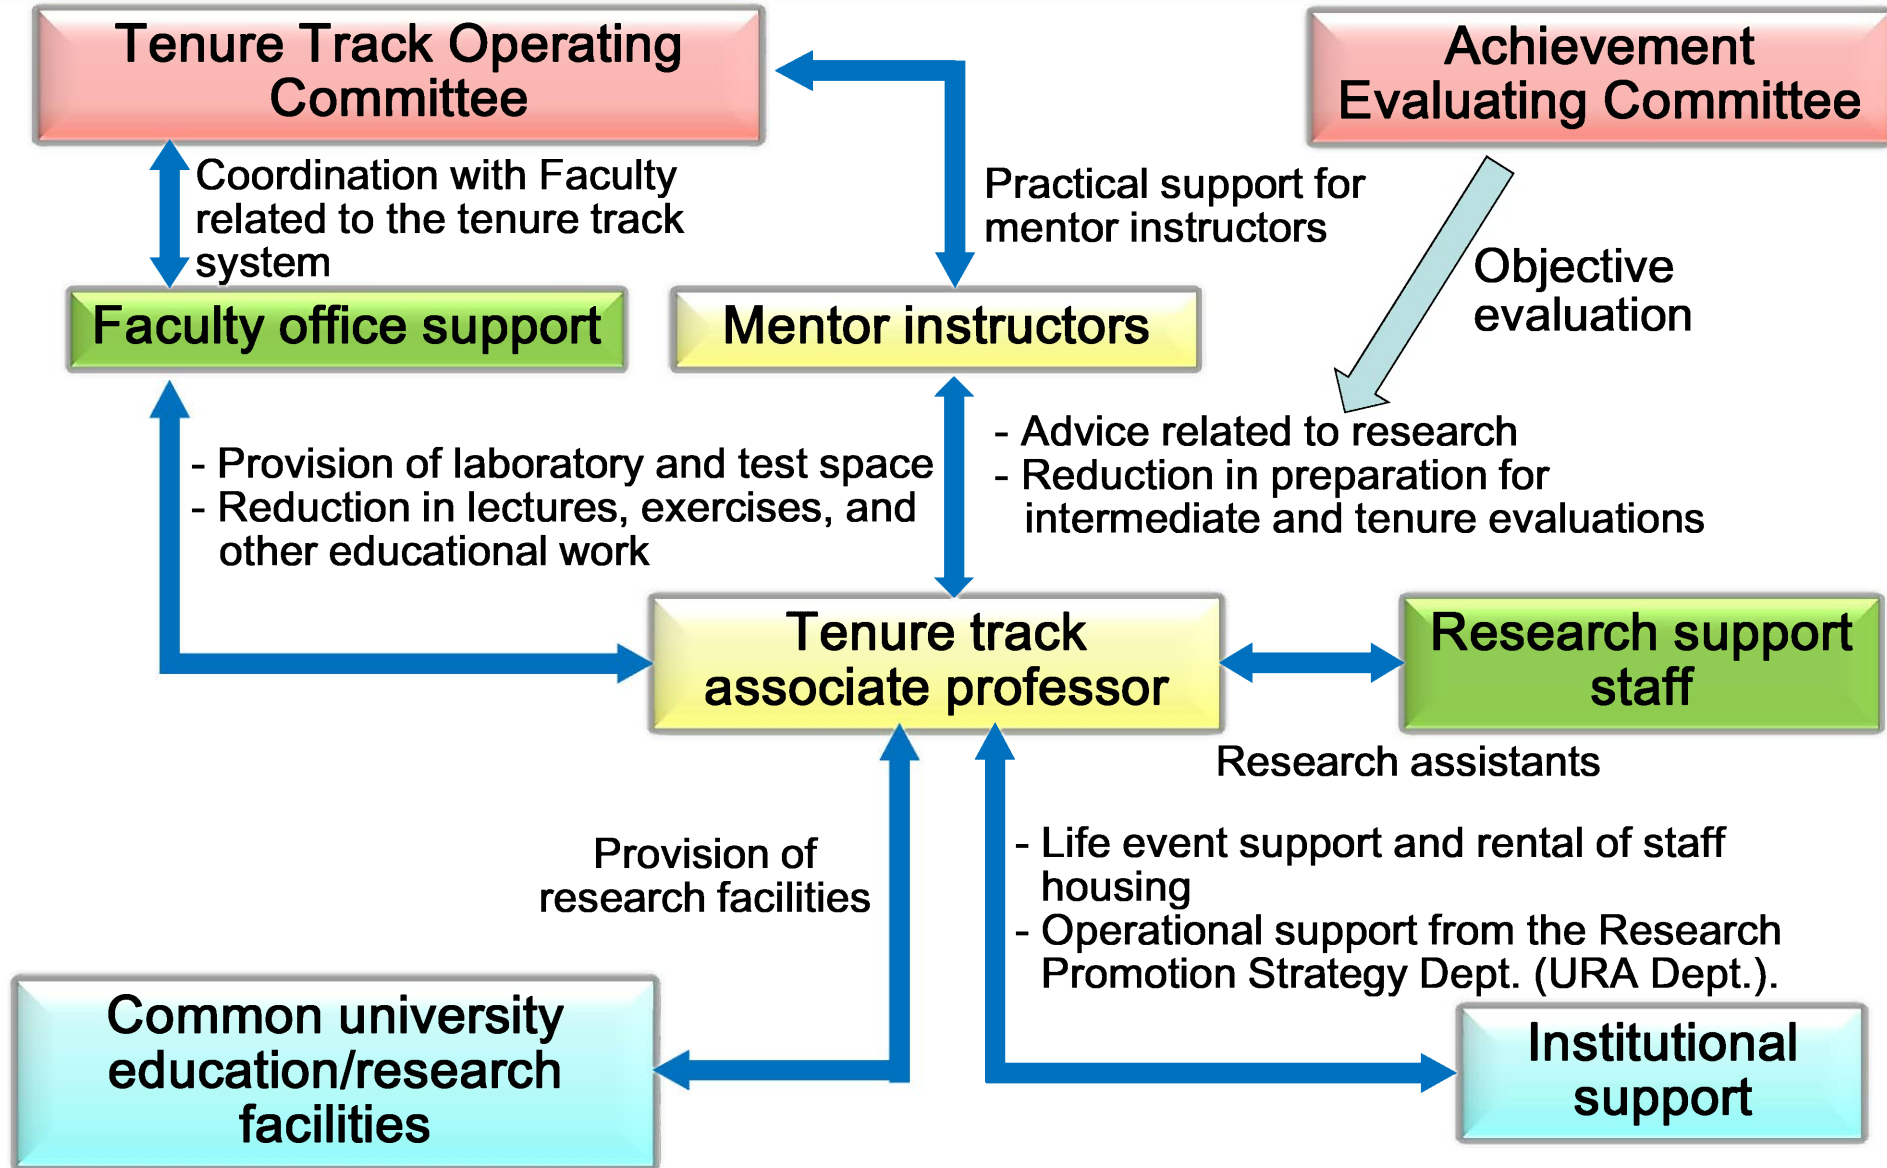 Tenure Track Operating
Committee
Achievement
Evaluating Committee
Coordination with Faculty
related to the tenure track
system
Practical support for
mentor instructors
Objective
evaluation
Faculty office support
Mentor instructors
- Provision of laboratory and test space
- Reduction in lectures, exercises, and
other educational work
- Advice related to research
- Reduction in preparation for
intermediate and tenure evaluations
Tenure track
associate professor
Research support
staff
Research assistants
Provision of
research facilities
- Life event support and rental of staff
housing
- Operational support from the Research
Promotion Strategy Dept. (URA Dept.).
Common university
education/research
facilities
Institutional
support